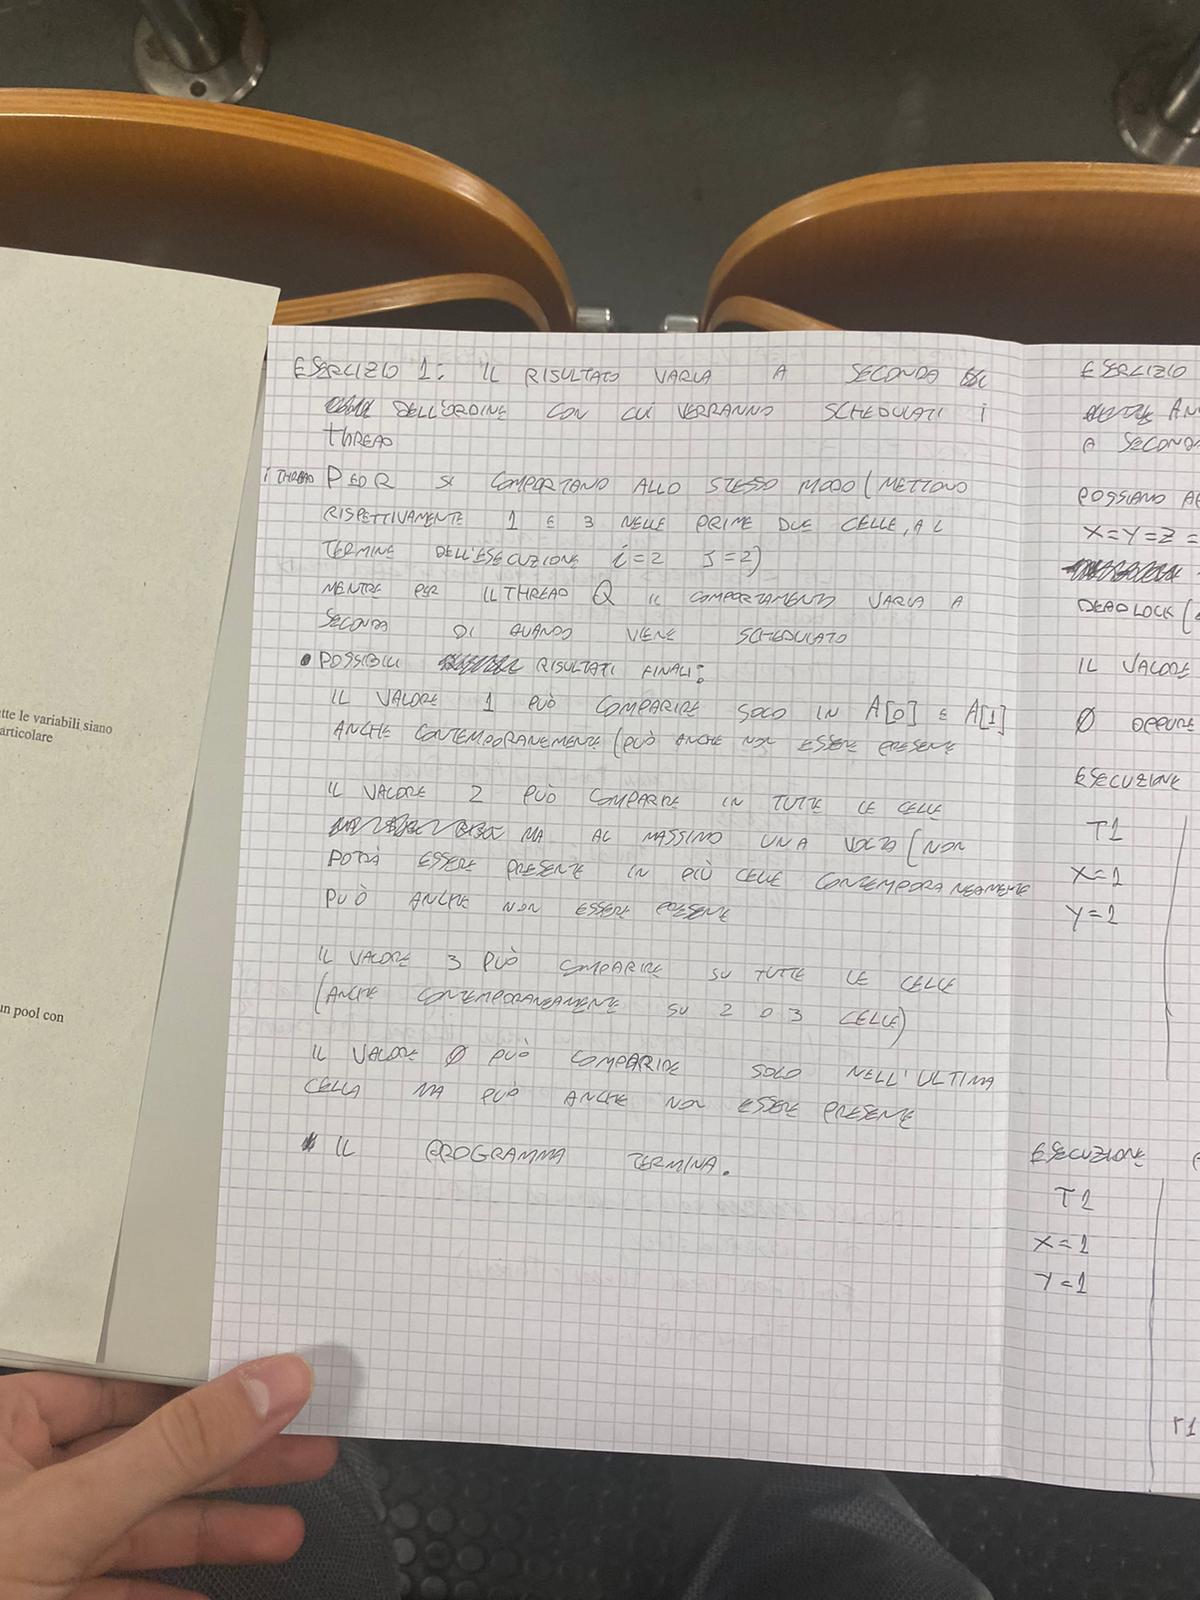 ESERCIZIO 1: IL RISULTATO VARIA A SECONDA
DELL'ORDINE CON CUI VERRANNO SCHEDULATI i
THREAD
i THREAD P ED R SI COMPORTANO ALLO STESSO MODO (METTONO
RISPETTIVAMENTE 1 E 3 NELLE PRIME DUE CELLE, AL
TERMINE DELL'ESECUZIONE i=2 J=2)
MENTRE PER IL THREAD Q IL COMPORTAMENTO VARIA A
SECONDA DI QUANDO VIENE SCHEDULATO
• POSSIBILI RISULTATI FINALI:
IL VALORE 1 PUÒ COMPARIRE SOLO IN A[0] E A[1]
ANCHE CONTEMPORANEMENTE (PUÒ ANCHE NON ESSERE PRESENTE
IL VALORE 2 PUÒ COMPARIRE IN TUTTE LE CELLE
MA AL MASSIMO UNA VOLTA (NON
POTRÀ ESSERE PRESENTE IN PIÙ CELLE CONTEMPORANEAMENTE
PUÒ ANCHE NON ESSERE PRESENTE
IL VALORE 3 PUÒ COMPARIRE SU TUTTE LE CELLE
(ANCHE CONTEMPORANEAMENTE SU 2 O 3 CELLE)
IL VALORE Ø PUÒ COMPARIRE SOLO NELL'ULTIMA
CELLA MA PUÒ ANCHE NON ESSERE PRESENTE
• IL PROGRAMMA TERMINA.
ESERCIZIO
AN
A SECONDA
POSSIAMO A
X=Y=Z=
DEADLOCK (
IL VALORE
Ø OPPURE
ESECUZIONE
T1
X=1
Y=1
ESECUZIONE
T1
X=1
Y=1
T1
tte le variabili siano
articolare
un pool con